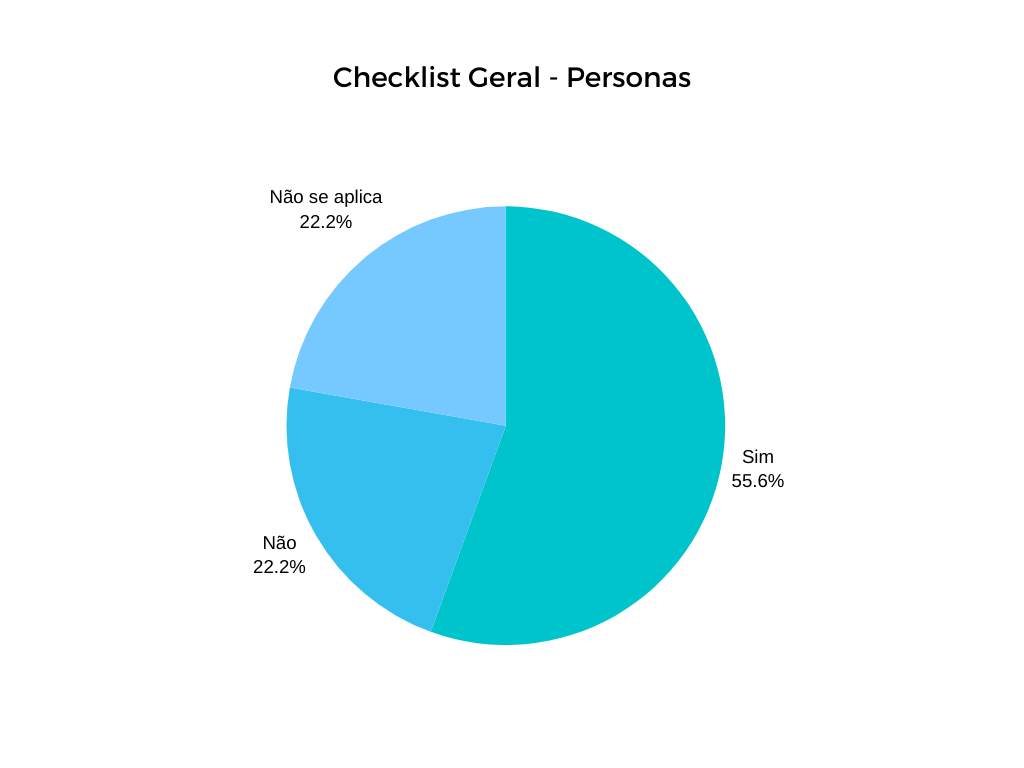 Checklist Geral - Personas
Não se aplica
22.2%
Sim
55.6%
Não
22.2%